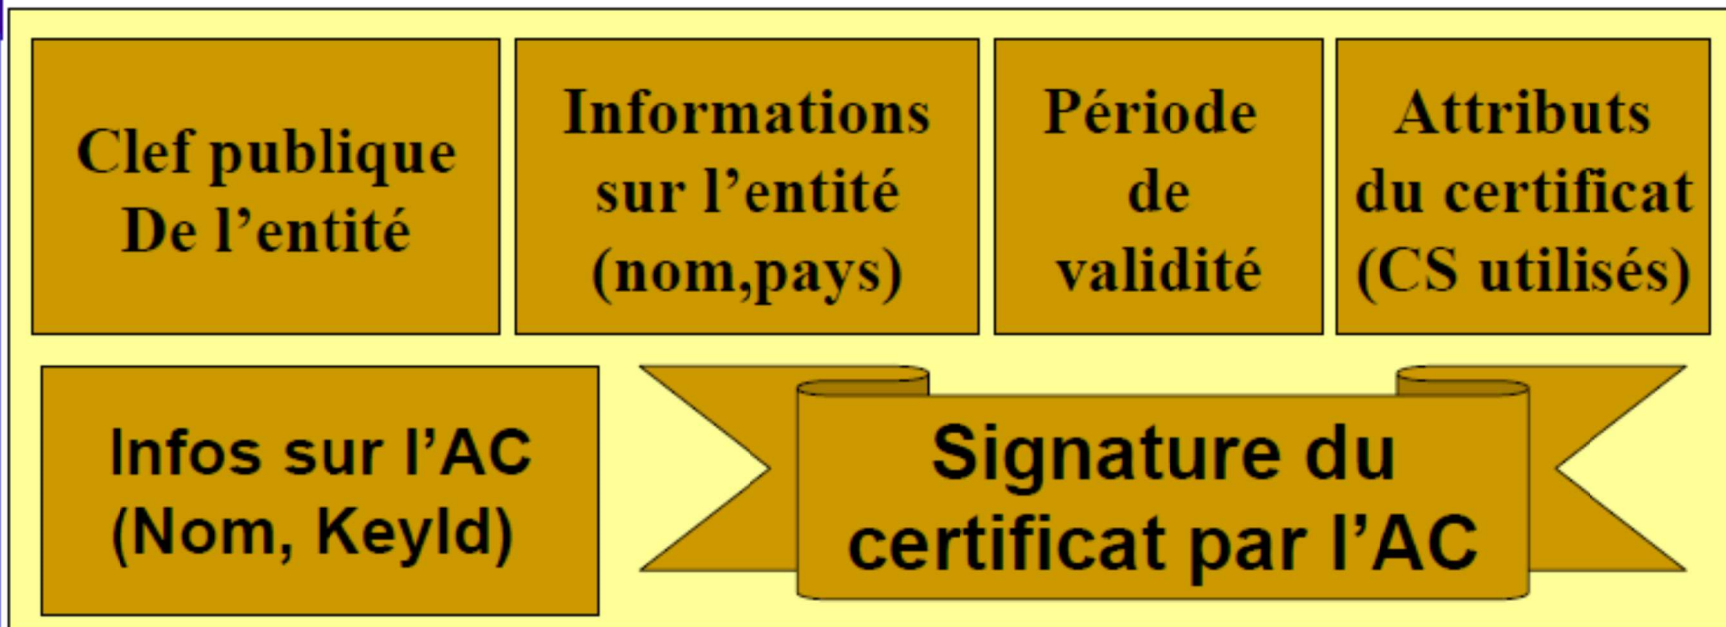 Clef publique
De l’entité
Informations
sur l’entité
(nom,pays)
Période
de
validité
Attributs
du certificat
(CS utilisés)
Infos sur l’AC
(Nom, KeyId)
Signature du
certificat par l’AC